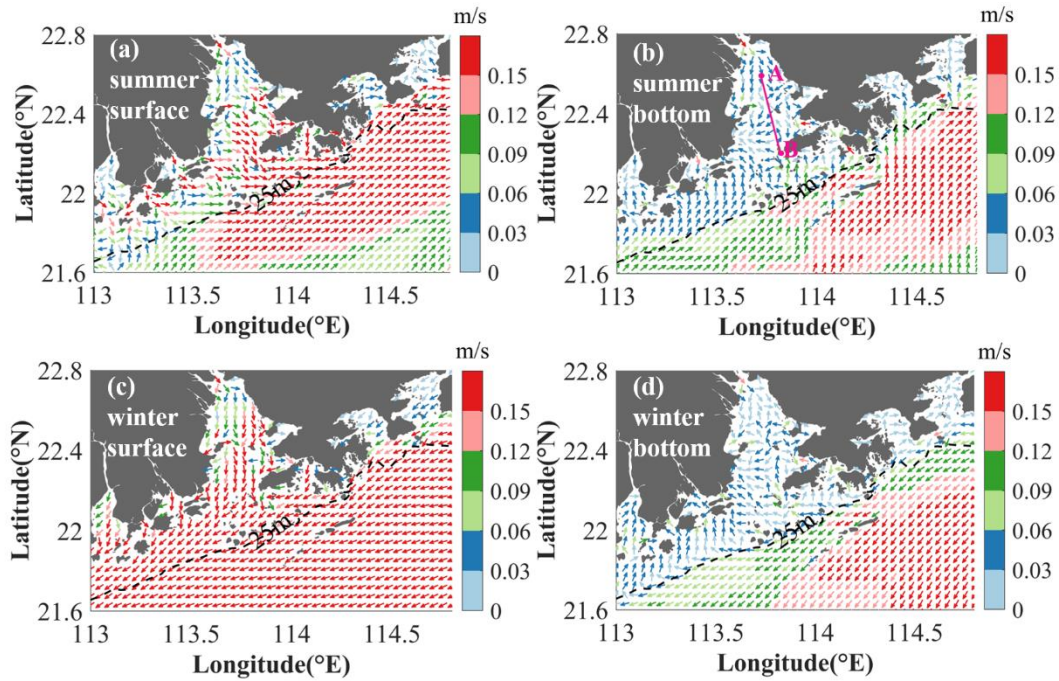 m/s
m/s
22.8
(a)
summer
surface
0.15
0.12
0.09
0.06
0.03
0
22.4
22
21.6
Latitude(°N)
25m
113
113.5
114
114.5
Longitude(°E)
22.8
(b)
summer
bottom
A
B
0.15
0.12
0.09
0.06
0.03
0
22.4
22
21.6
Latitude(°N)
25m
113
113.5
114
114.5
Longitude(°E)
m/s
m/s
22.8
(c)
winter
surface
0.15
0.12
0.09
0.06
0.03
0
22.4
22
21.6
Latitude(°N)
25m
113
113.5
114
114.5
Longitude(°E)
22.8
(d)
winter
bottom
0.15
0.12
0.09
0.06
0.03
0
22.4
22
21.6
Latitude(°N)
25m
113
113.5
114
114.5
Longitude(°E)